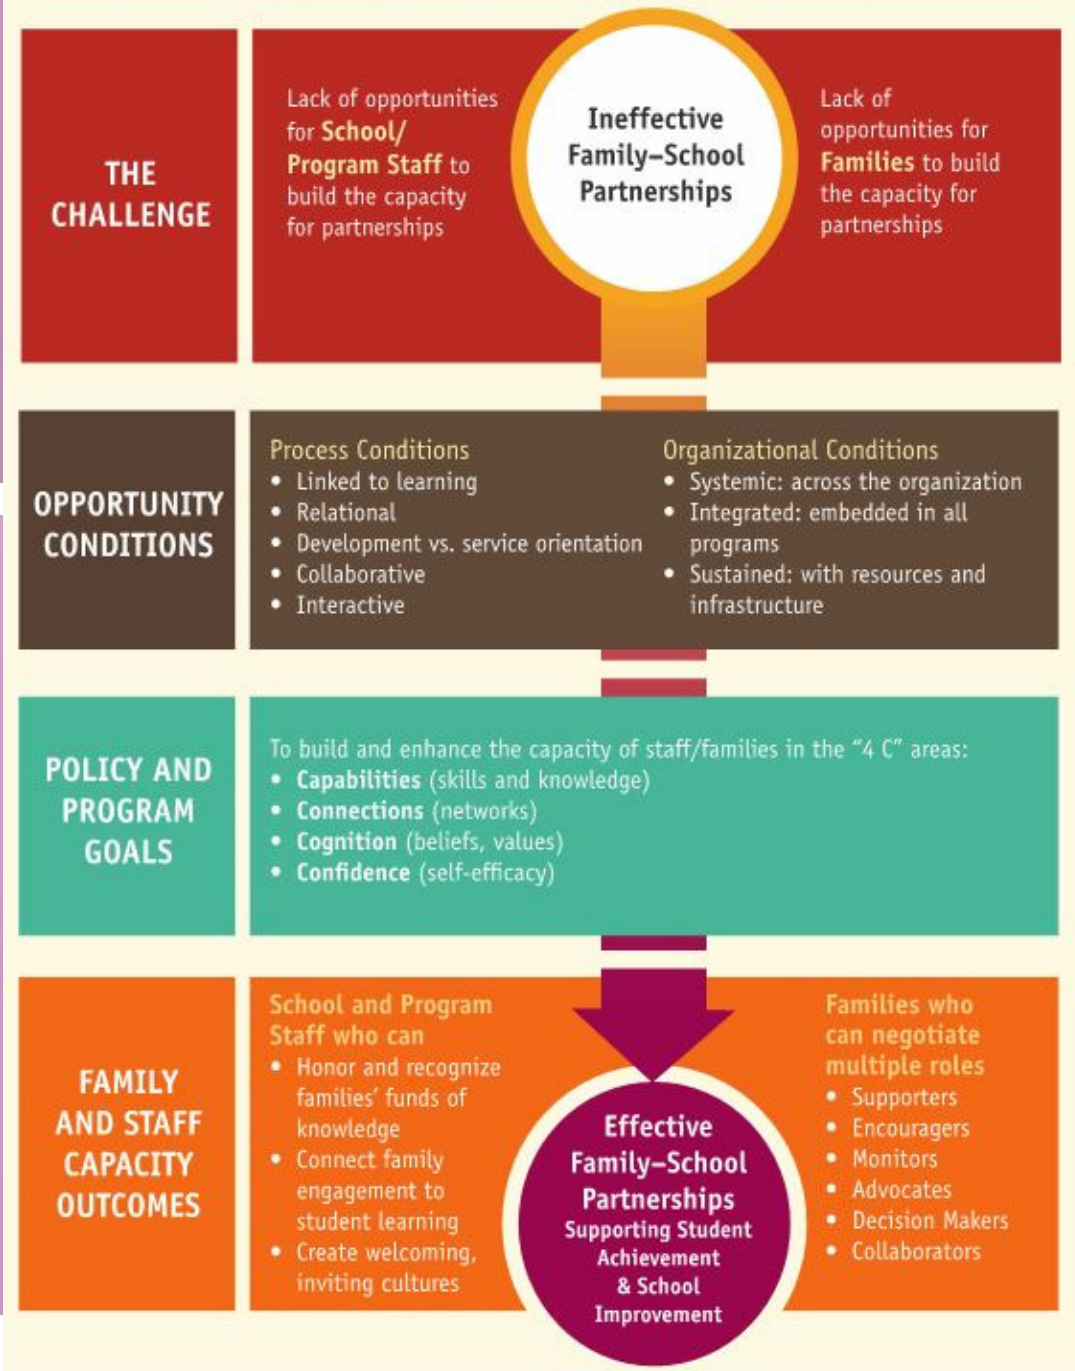 THE
CHALLENGE
Lack of opportunities
for School/
Program Staff to
build the capacity
for partnerships
Ineffective
Family–School
Partnerships
Lack of
opportunities for
Families to build
the capacity for
partnerships
OPPORTUNITY
CONDITIONS
Process Conditions
• Linked to learning
• Relational
• Development vs. service orientation
• Collaborative
• Interactive
Organizational Conditions
• Systemic: across the organization
• Integrated: embedded in all
programs
• Sustained: with resources and
infrastructure
POLICY AND
PROGRAM
GOALS
To build and enhance the capacity of staff/families in the “4 C” areas:
• Capabilities (skills and knowledge)
• Connections (networks)
• Cognition (beliefs, values)
• Confidence (self-efficacy)
FAMILY
AND STAFF
CAPACITY
OUTCOMES
School and Program
Staff who can
• Honor and recognize
families’ funds of
knowledge
• Connect family
engagement to
student learning
• Create welcoming,
inviting cultures
Effective
Family–School
Partnerships
Supporting Student
Achievement
& School
Improvement
Families who
can negotiate
multiple roles
• Supporters
• Encouragers
• Monitors
• Advocates
• Decision Makers
• Collaborators